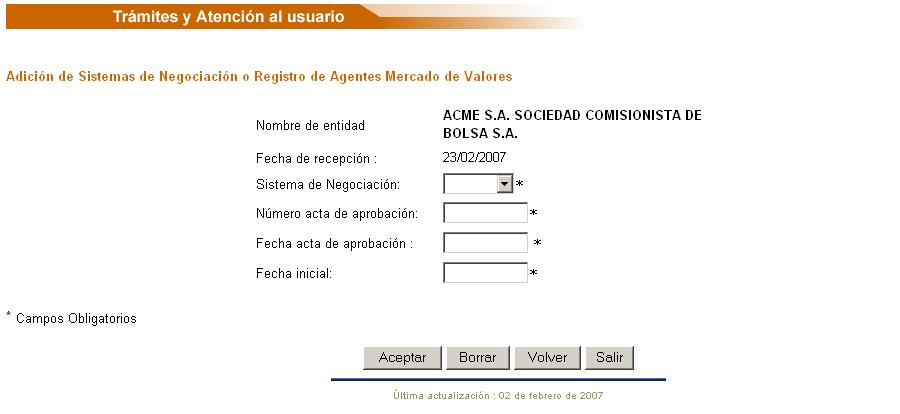 Trámites y Atención al usuario
Adición de Sistemas de Negociación o Registro de Agentes Mercado de Valores
Nombre de entidad
ACME S.A. SOCIEDAD COMISIONISTA DE
BOLSA S.A.
Fecha de recepción : 23/02/2007
Sistema de Negociación: *
Número acta de aprobación: *
Fecha acta de aprobación : *
Fecha inicial: *
* Campos Obligatorios
Aceptar Borrar Volver Salir
Última actualización : 02 de febrero de 2007